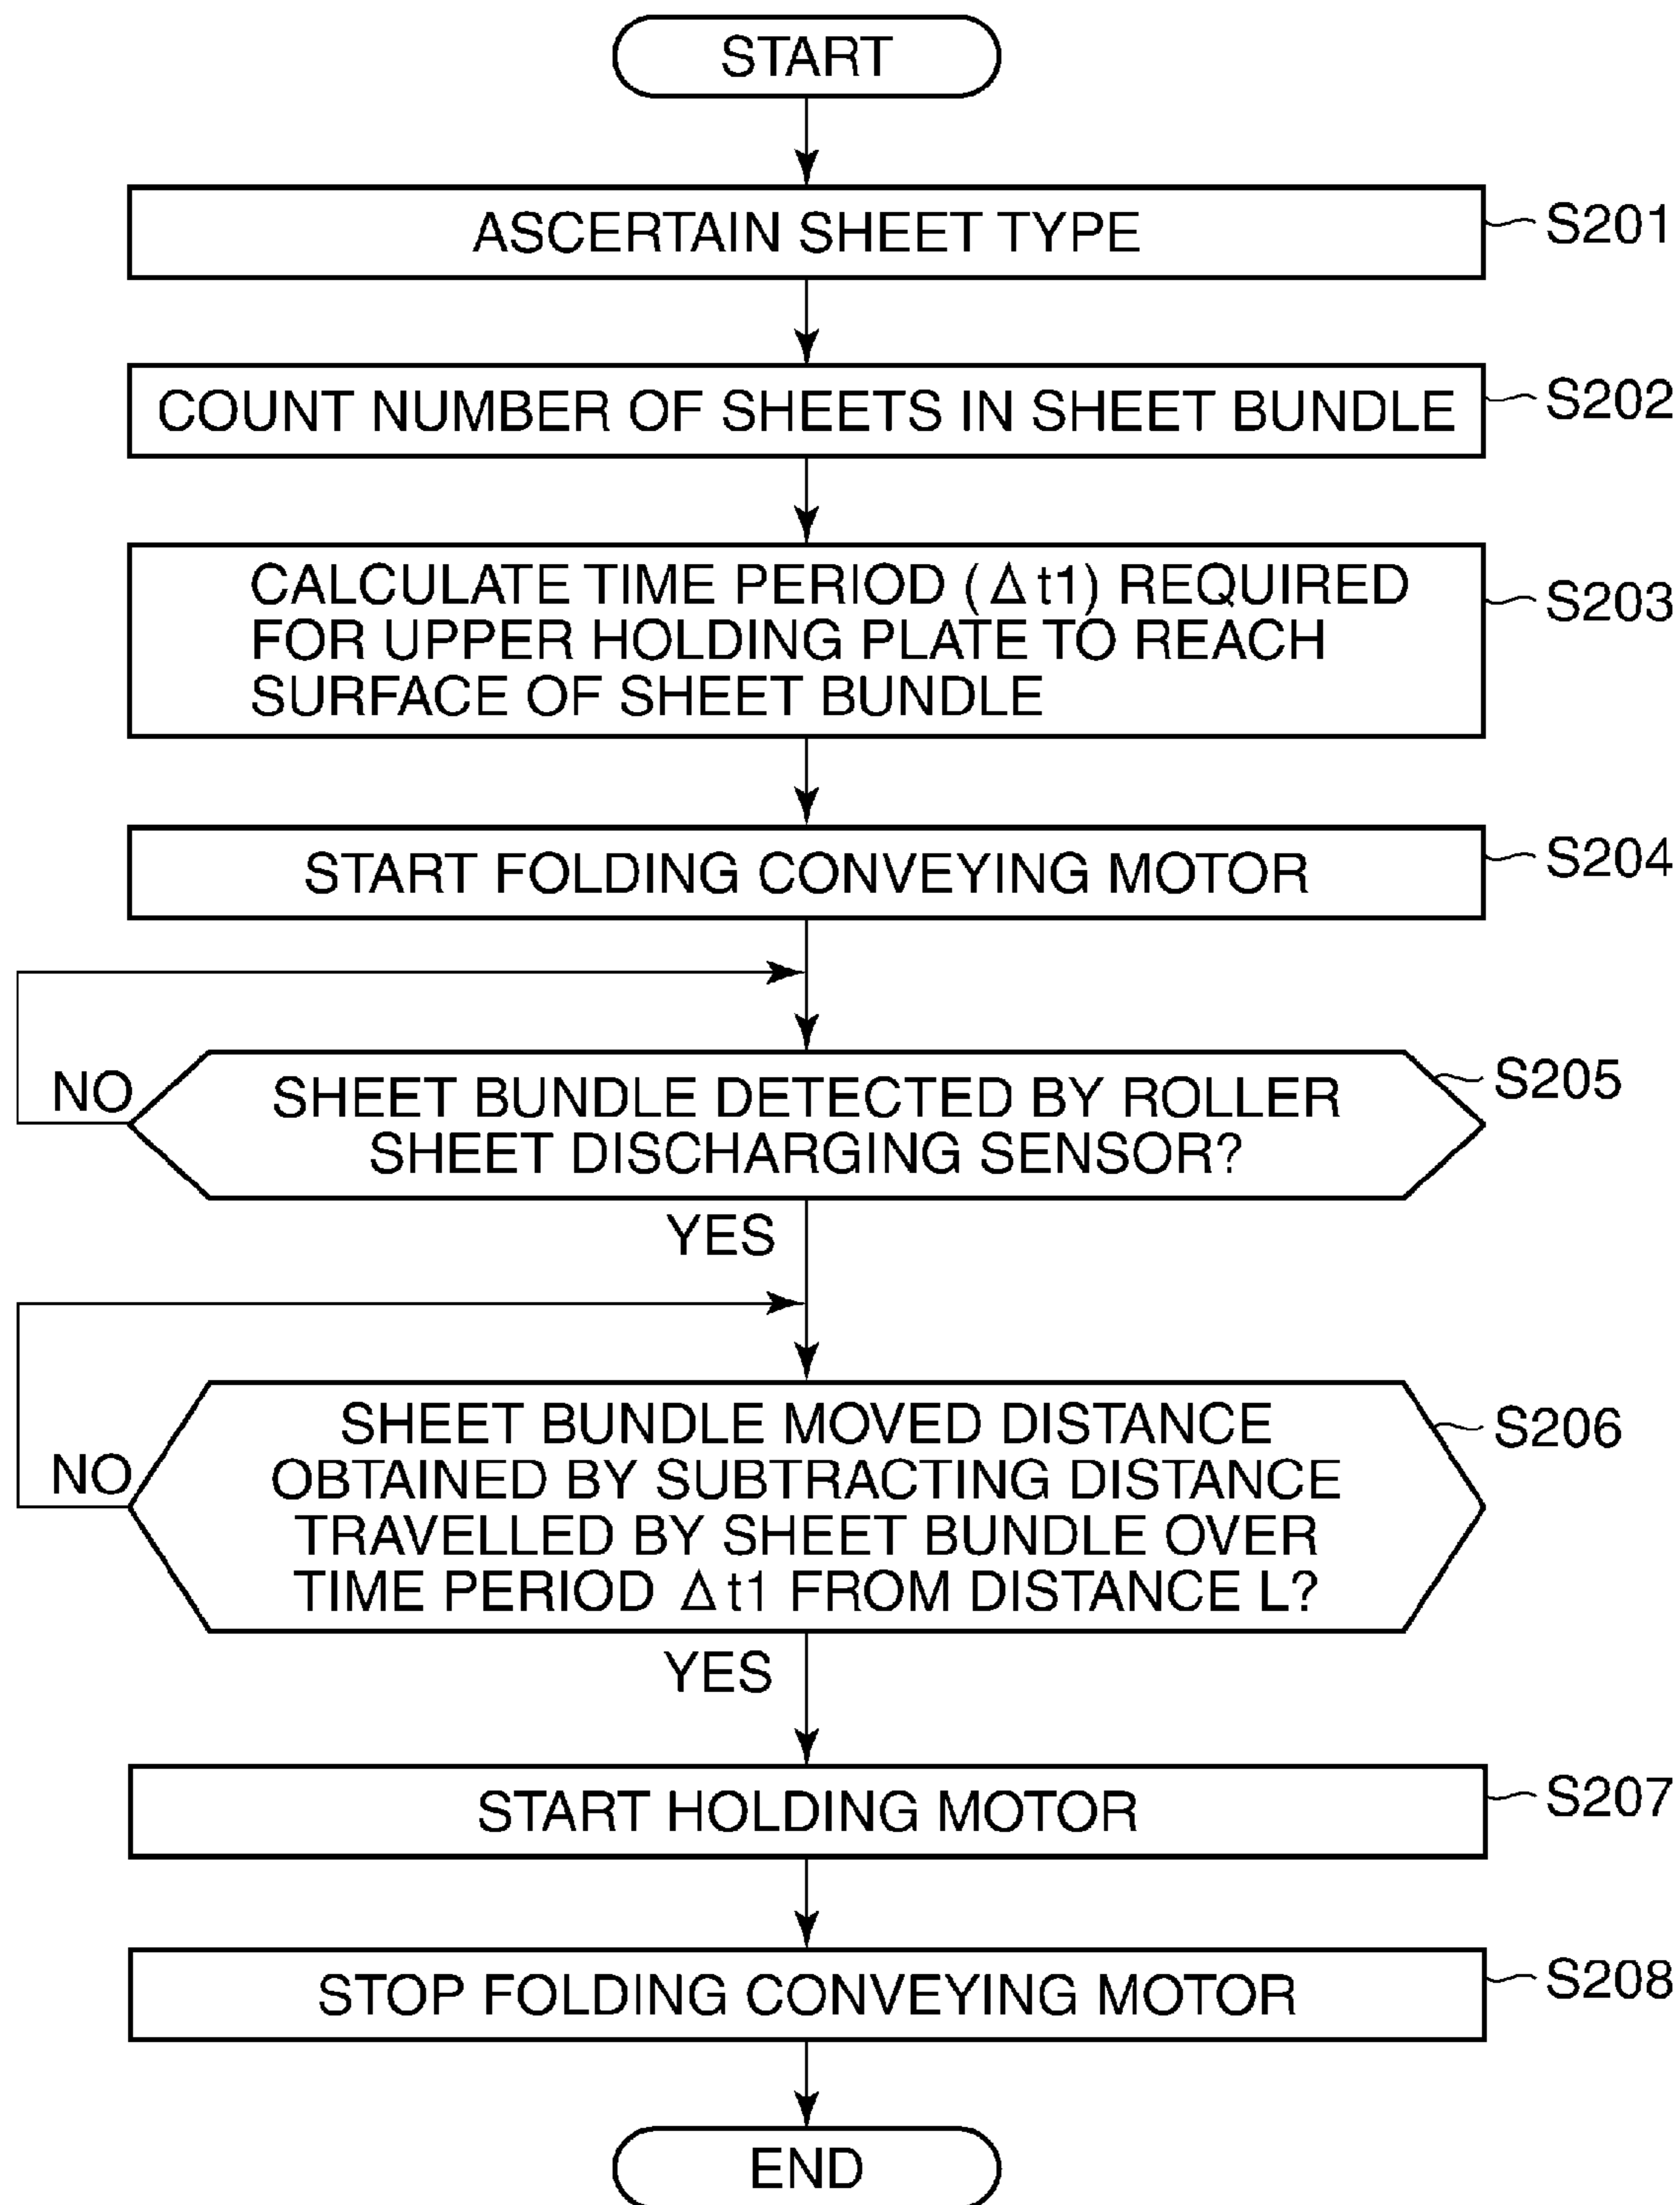 START
ASCERTAIN SHEET TYPE
S201
COUNT NUMBER OF SHEETS IN SHEET BUNDLE
S202
CALCULATE TIME PERIOD (Δt1) REQUIRED
FOR UPPER HOLDING PLATE TO REACH
SURFACE OF SHEET BUNDLE
S203
START FOLDING CONVEYING MOTOR
S204
NO
SHEET BUNDLE DETECTED BY ROLLER
SHEET DISCHARGING SENSOR?
S205
YES
NO
SHEET BUNDLE MOVED DISTANCE
OBTAINED BY SUBTRACTING DISTANCE
TRAVELLED BY SHEET BUNDLE OVER
TIME PERIOD Δt1 FROM DISTANCE L?
S206
YES
START HOLDING MOTOR
S207
STOP FOLDING CONVEYING MOTOR
S208
END